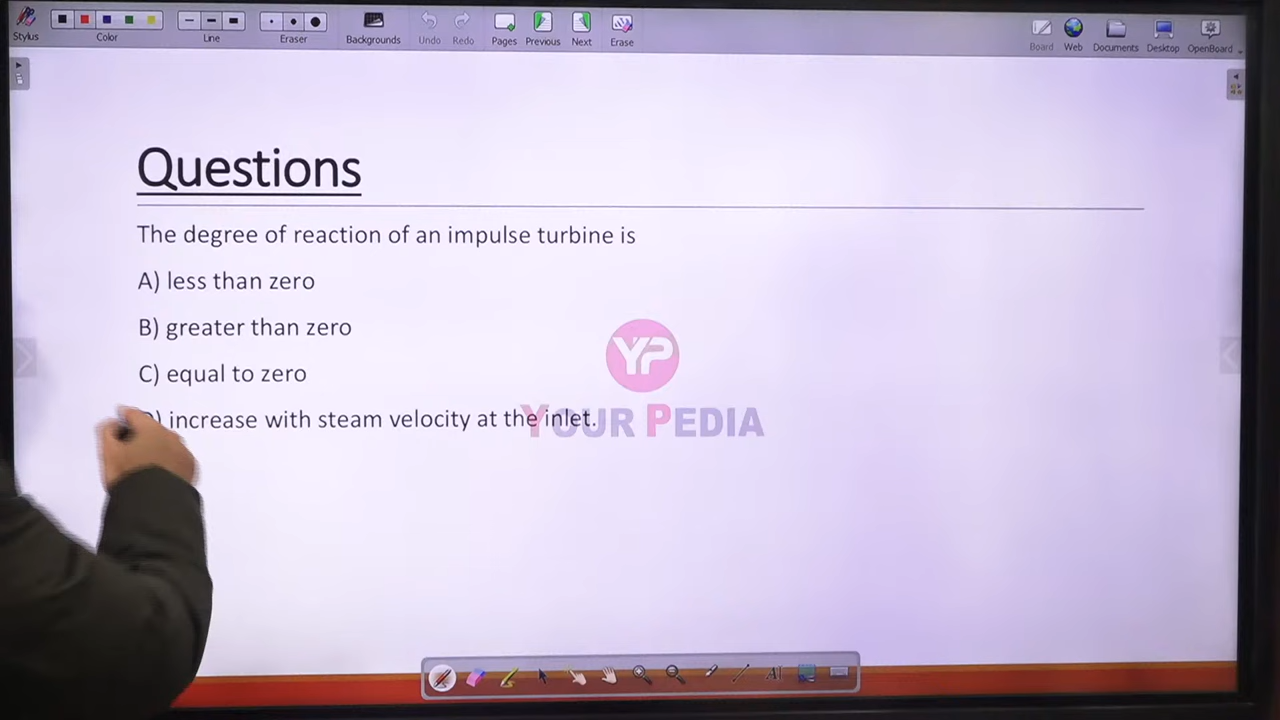 Stylus
Color
Line
Eraser
Backgrounds
Undo
Redo
Pages
Previous
Next
Erase
Board
Web
Documents
Desktop
OpenBoard
Questions
The degree of reaction of an impulse turbine is
A) less than zero
B) greater than zero
C) equal to zero
D) increase with steam velocity at the inlet.
YP
YOUR PEDIA
AI